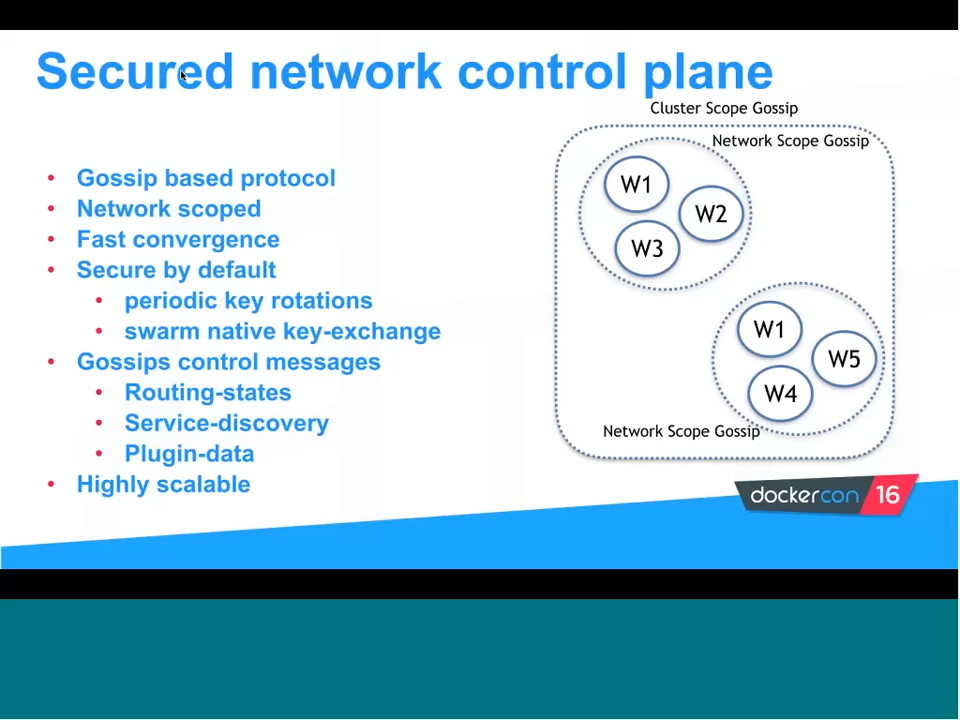 Secured network control plane
Cluster Scope Gossip
Network Scope Gossip
• Gossip based protocol
• Network scoped
• Fast convergence
• Secure by default
• periodic key rotations
• swarm native key-exchange
• Gossips control messages
• Routing-states
• Service-discovery
• Plugin-data
• Highly scalable
W1
W2
W3
W1
W5
W4
Network Scope Gossip
dockercon 16